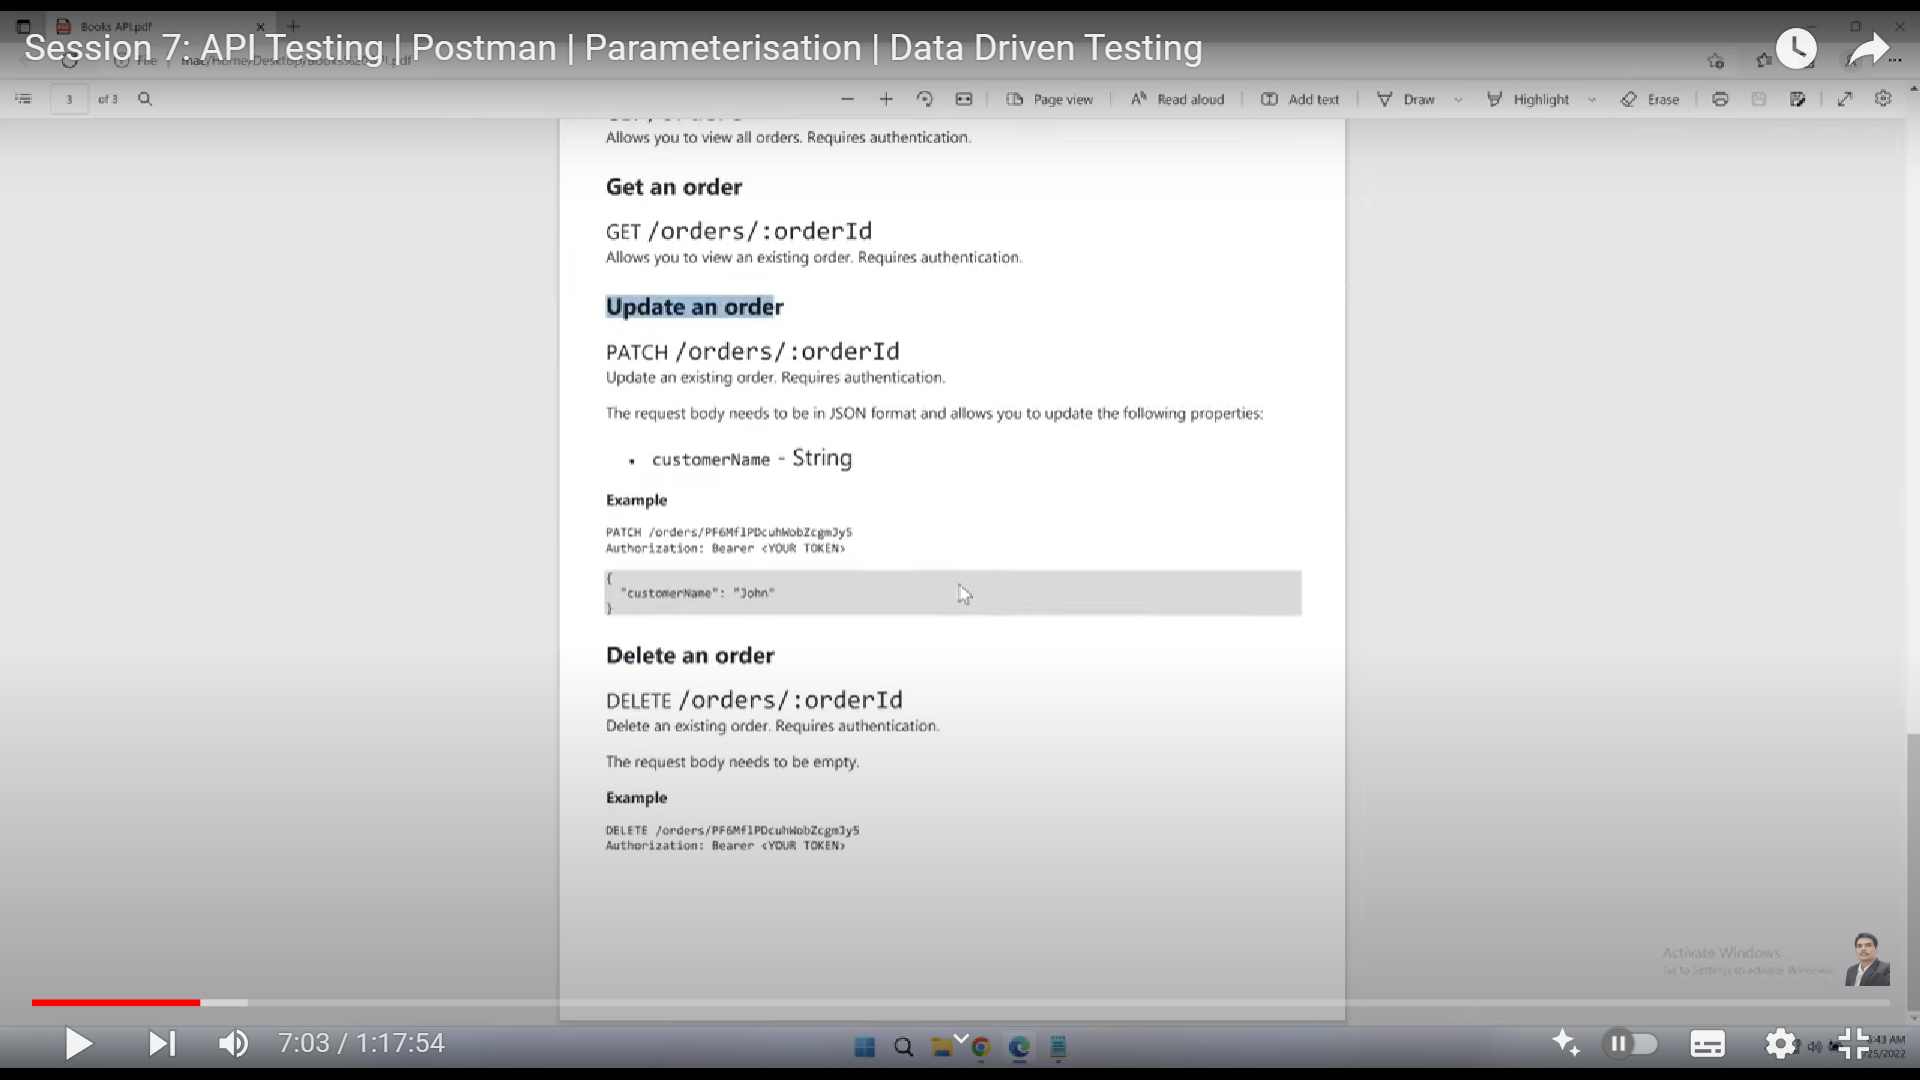 Books API.pdf
Session 7: API Testing | Postman | Parameterisation | Data Driven Testing
File
3 of 3
Page view
Read aloud
Add text
Draw
Highlight
Erase
Allows you to view all orders. Requires authentication.
Get an order
GET /orders/:orderId
Allows you to view an existing order. Requires authentication.
Update an order
PATCH /orders/:orderId
Update an existing order. Requires authentication.
The request body needs to be in JSON format and allows you to update the following properties:
• customerName - String
Example
PATCH /orders/PF6MflPDcuhWobZcgmJy5
Authorization: Bearer <YOUR TOKEN>
{
"customerName": "John"
}
Delete an order
DELETE /orders/:orderId
Delete an existing order. Requires authentication.
The request body needs to be empty.
Example
DELETE /orders/PF6MflPDcuhWobZcgmJy5
Authorization: Bearer <YOUR TOKEN>
Activate Windows
Go to Settings to activate Windows.
7:03 / 1:17:54